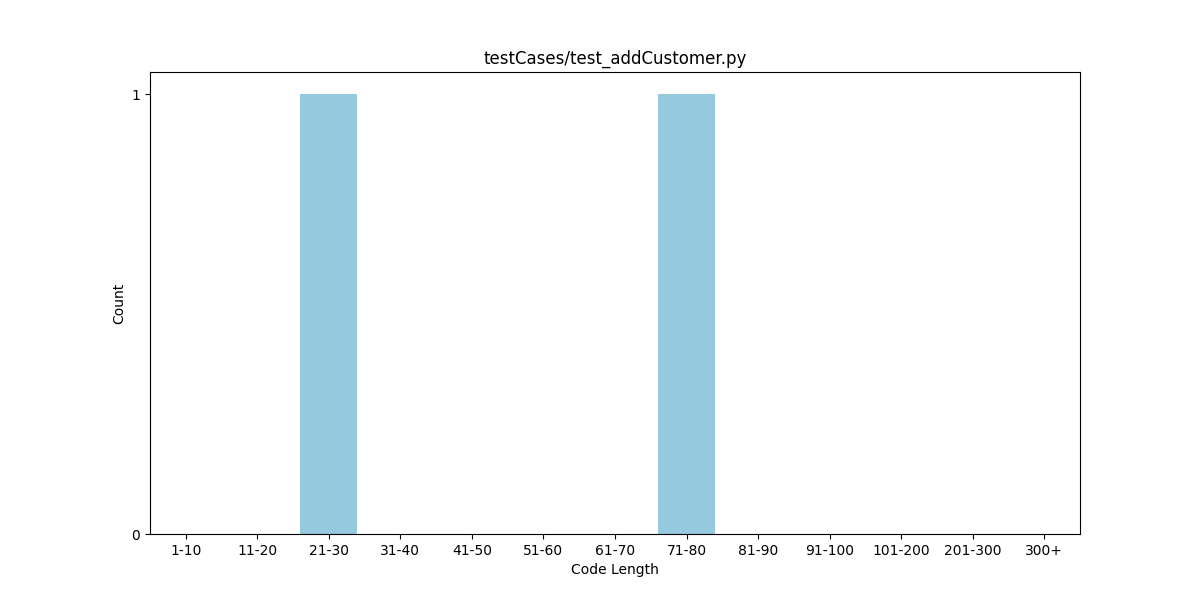 testCases/test_addCustomer.py
1
Count
0
1-10 11-20 21-30 31-40 41-50 51-60 61-70 71-80 81-90 91-100 101-200 201-300 300+
Code Length